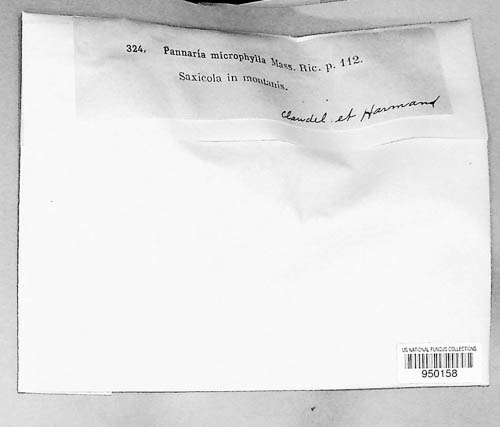 324. Pannaria microphylla Mass. Ric. p. 112.
Saxicola in montanis.
Claudel et Harmand
US NATIONAL FUNGUS COLLECTIONS
950158